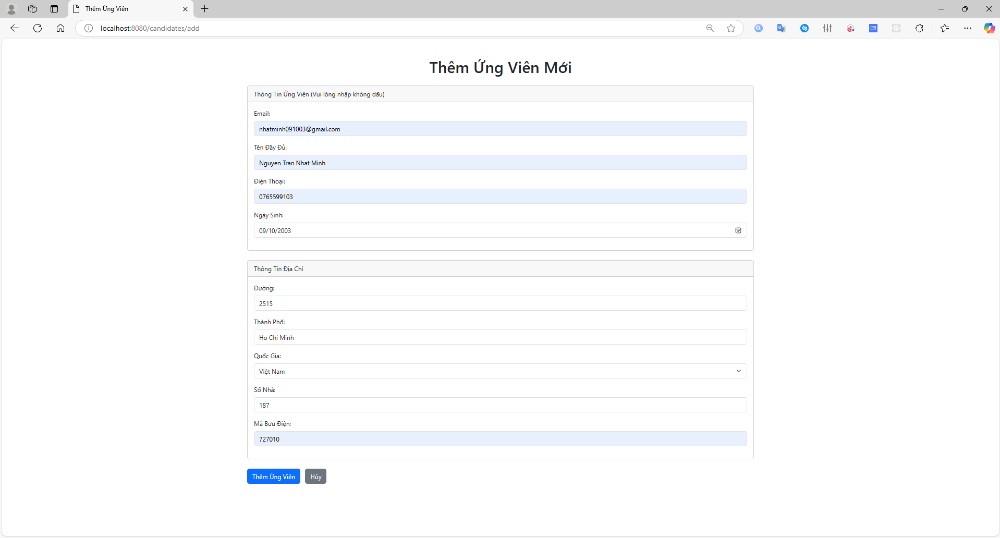 Thêm Ứng Viên
localhost:8080/candidates/add
Thêm Ứng Viên Mới
Thông Tin Ứng Viên (Vui lòng nhập không dấu)
Email:
nhatminh091003@gmail.com
Tên Đầy Đủ:
Nguyen Tran Nhat Minh
Điện Thoại:
0765599103
Ngày Sinh:
09/10/2003
Thông Tin Địa Chỉ
Đường:
2515
Thành Phố:
Ho Chi Minh
Quốc Gia:
Việt Nam
Số Nhà:
187
Mã Bưu Điện:
727010
Thêm Ứng Viên
Hủy